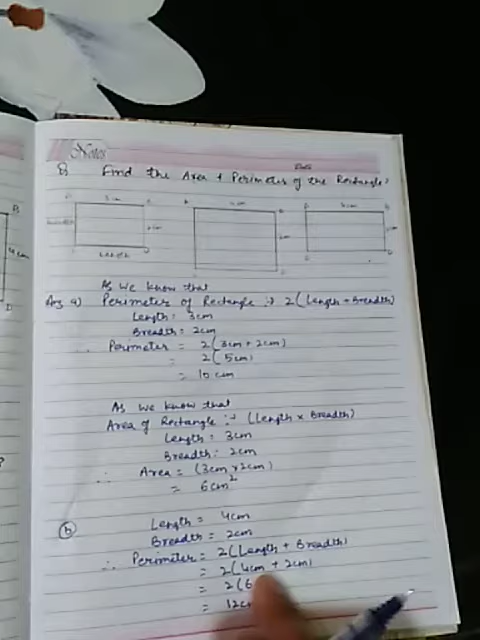 Notes
Find the Area + Perimeter of the Rectangle?
3cm
2cm
As we know that
Ans a) Perimeter of Rectangle :→ 2(Length + Breadth)
Length = 3cm
Breadth = 2cm
∴ Perimeter = 2(3cm + 2cm)
= 2(5cm)
= 10cm
As we know that
Area of Rectangle :→ (Length x Breadth)
Length : 3cm
Breadth : 2cm
∴ Area = (3cm x 2cm)
= 6cm²
(b) Length = 4cm
Breadth = 2cm
∴ Perimeter = 2(Length + Breadth)
= 2(4cm + 2cm)
= 2(6
= 12c